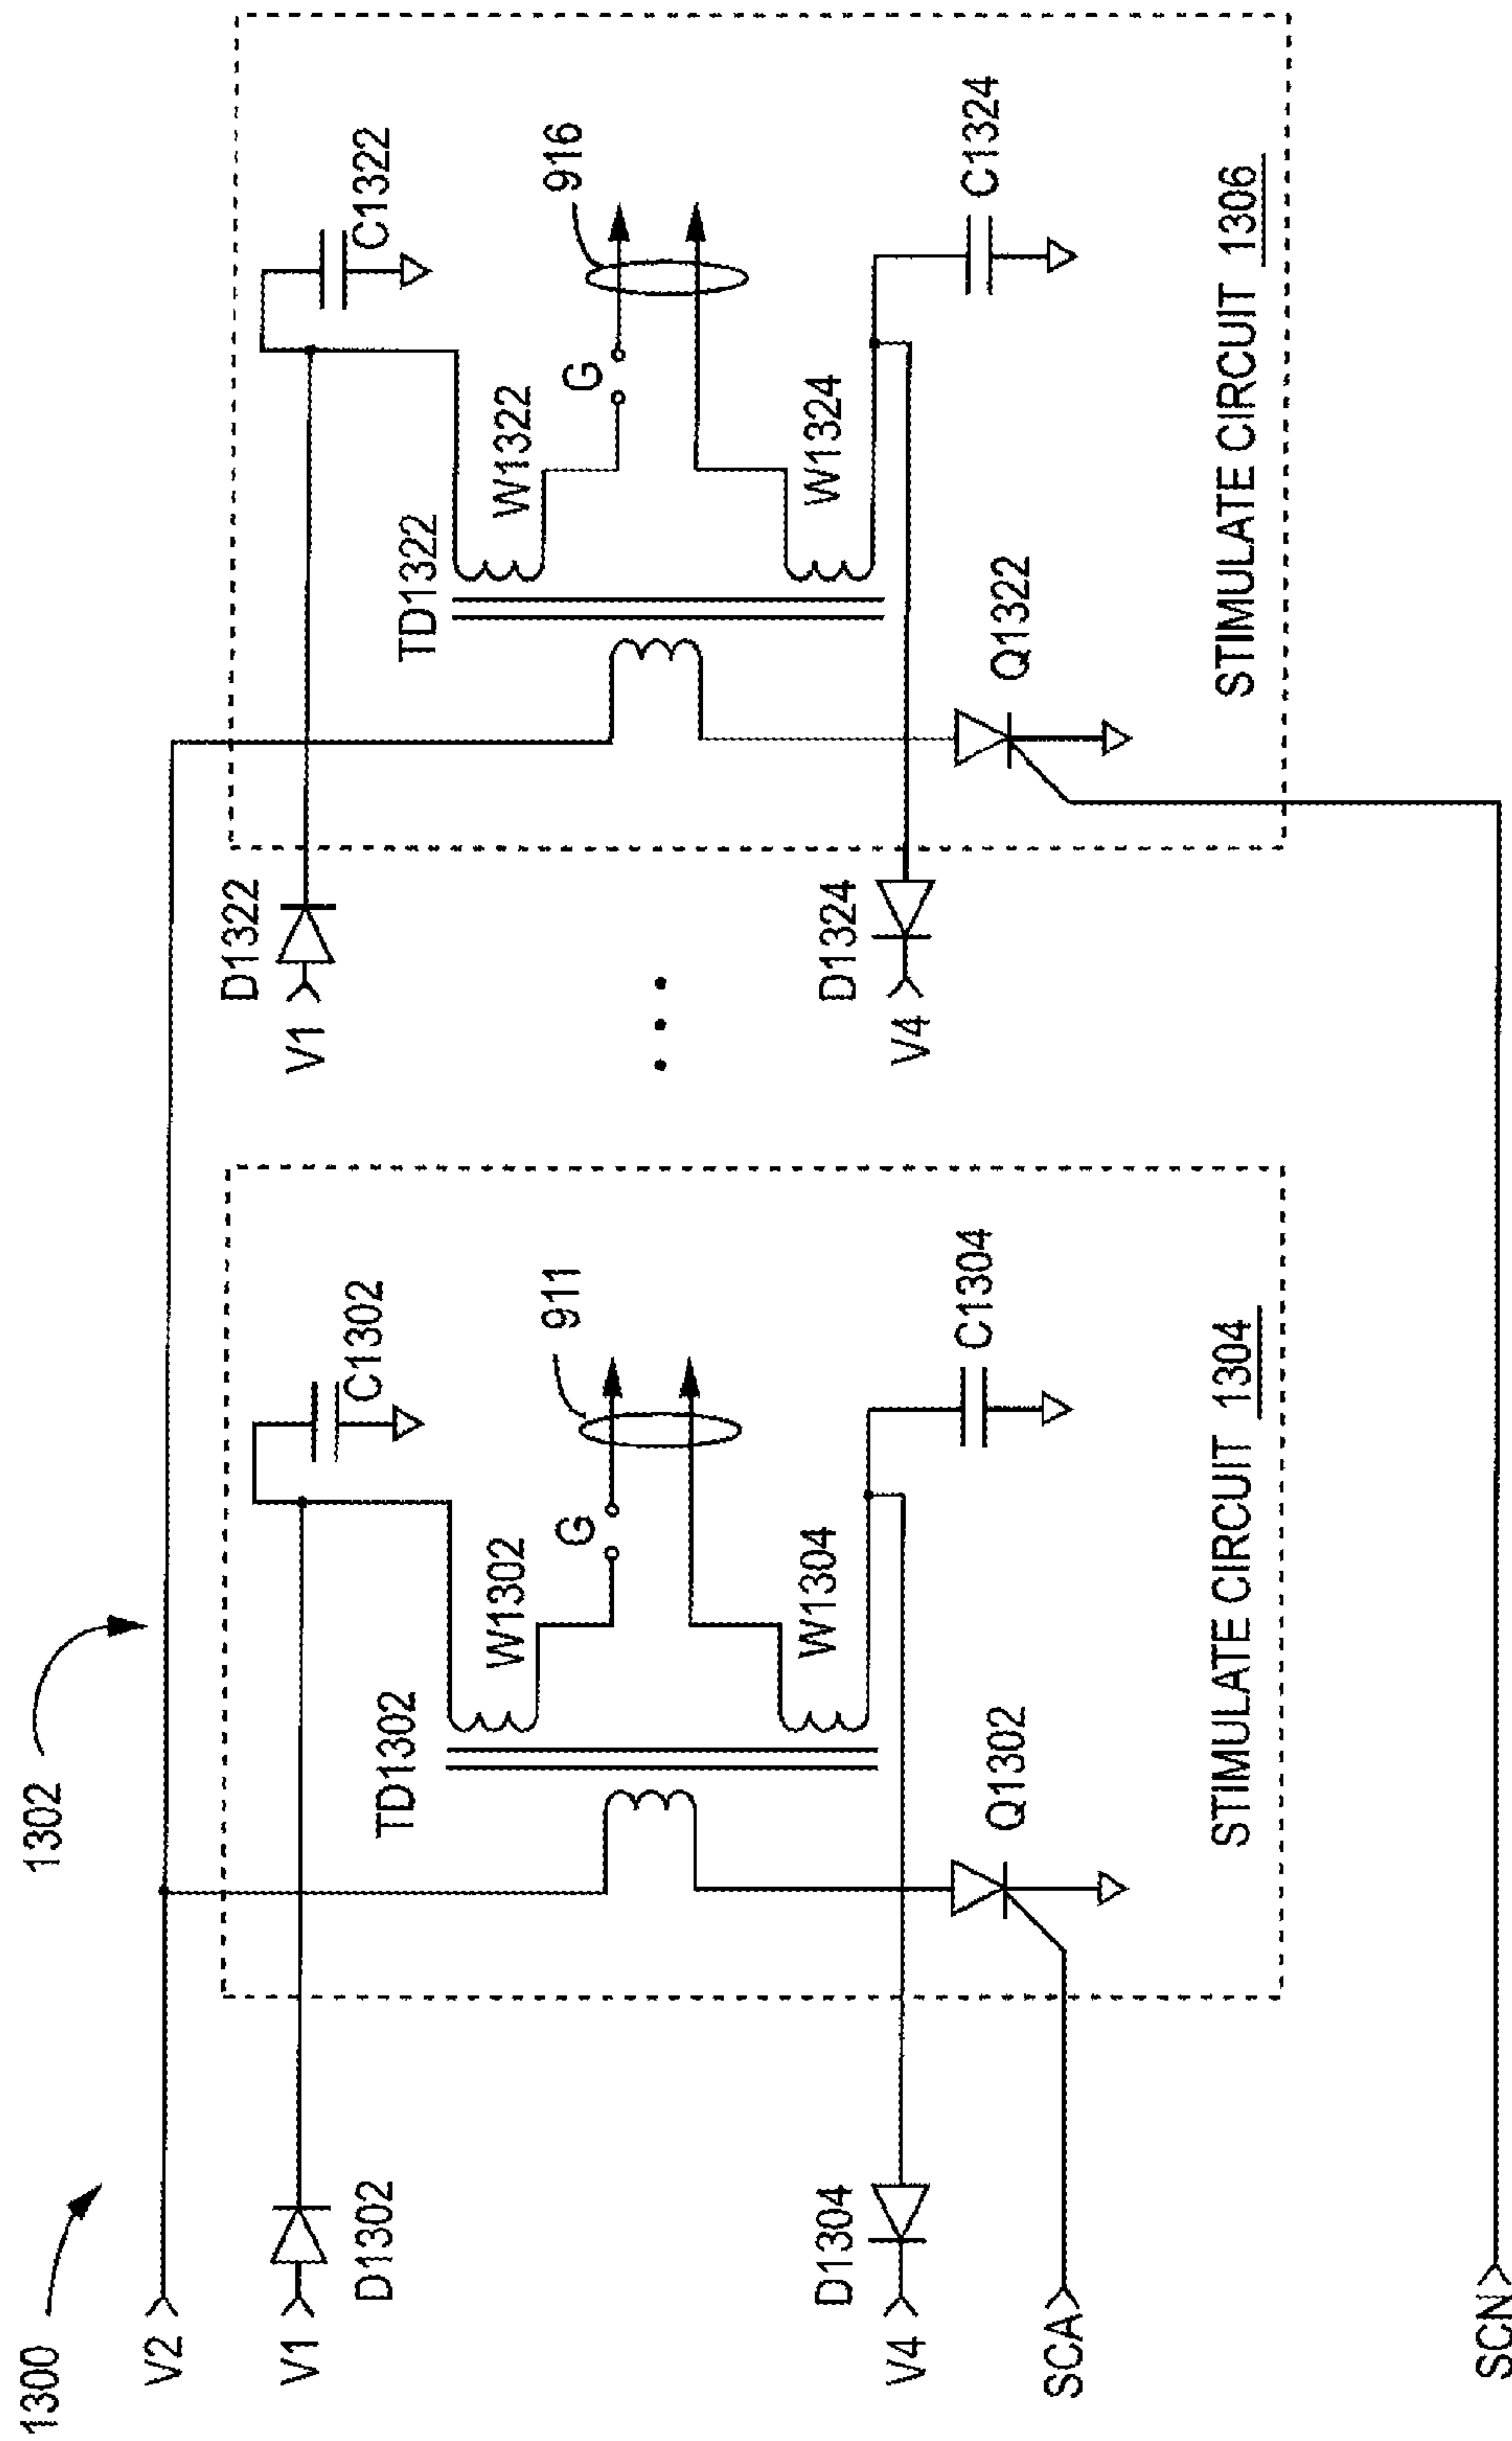 1300
1302
V2
V1
D1302
TD1302
W1302
C1302
G
911
W1304
C1304
D1304
V4
Q1302
SCA
STIMULATE CIRCUIT 1304
D1322
V1
TD1322
W1322
C1322
G
916
W1324
C1324
D1324
V4
Q1322
STIMULATE CIRCUIT 1306
SCN